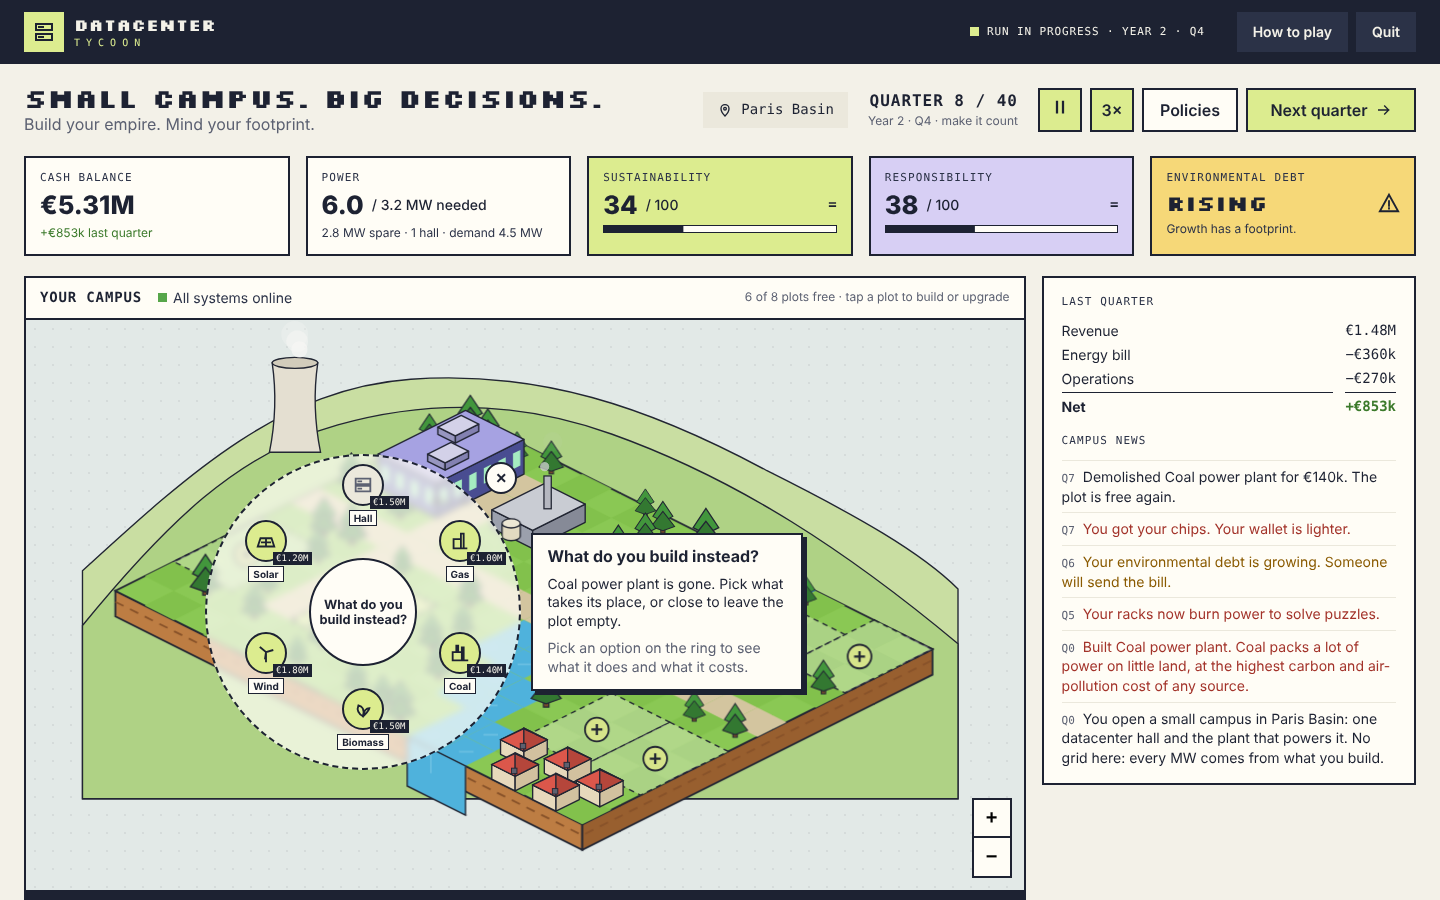 DATACENTER
TYCOON
RUN IN PROGRESS · YEAR 2 · Q4
How to play
Quit
SMALL CAMPUS. BIG DECISIONS.
Build your empire. Mind your footprint.
Paris Basin
QUARTER 8 / 40
Year 2 · Q4 · make it count
II
3×
Policies
Next quarter →
CASH BALANCE
€5.31M
+€853k last quarter
POWER
6.0 / 3.2 MW needed
2.8 MW spare · 1 hall · demand 4.5 MW
SUSTAINABILITY
34 / 100 =
RESPONSIBILITY
38 / 100 =
ENVIRONMENTAL DEBT
RISING
Growth has a footprint.
YOUR CAMPUS
All systems online
6 of 8 plots free · tap a plot to build or upgrade
€1.50M
Hall
€1.20M
Solar
€1.00M
Gas
What do you
build instead?
€1.80M
Wind
€1.40M
Coal
€1.50M
Biomass
×
What do you build instead?
Coal power plant is gone. Pick what
takes its place, or close to leave the
plot empty.
Pick an option on the ring to see
what it does and what it costs.
+
+
+
+
−
LAST QUARTER
Revenue €1.48M
Energy bill −€360k
Operations −€270k
Net +€853k
CAMPUS NEWS
Q7 Demolished Coal power plant for €140k. The
plot is free again.
Q7 You got your chips. Your wallet is lighter.
Q6 Your environmental debt is growing. Someone
will send the bill.
Q5 Your racks now burn power to solve puzzles.
Q0 Built Coal power plant. Coal packs a lot of
power on little land, at the highest carbon and air-
pollution cost of any source.
Q0 You open a small campus in Paris Basin: one
datacenter hall and the plant that powers it. No
grid here: every MW comes from what you build.